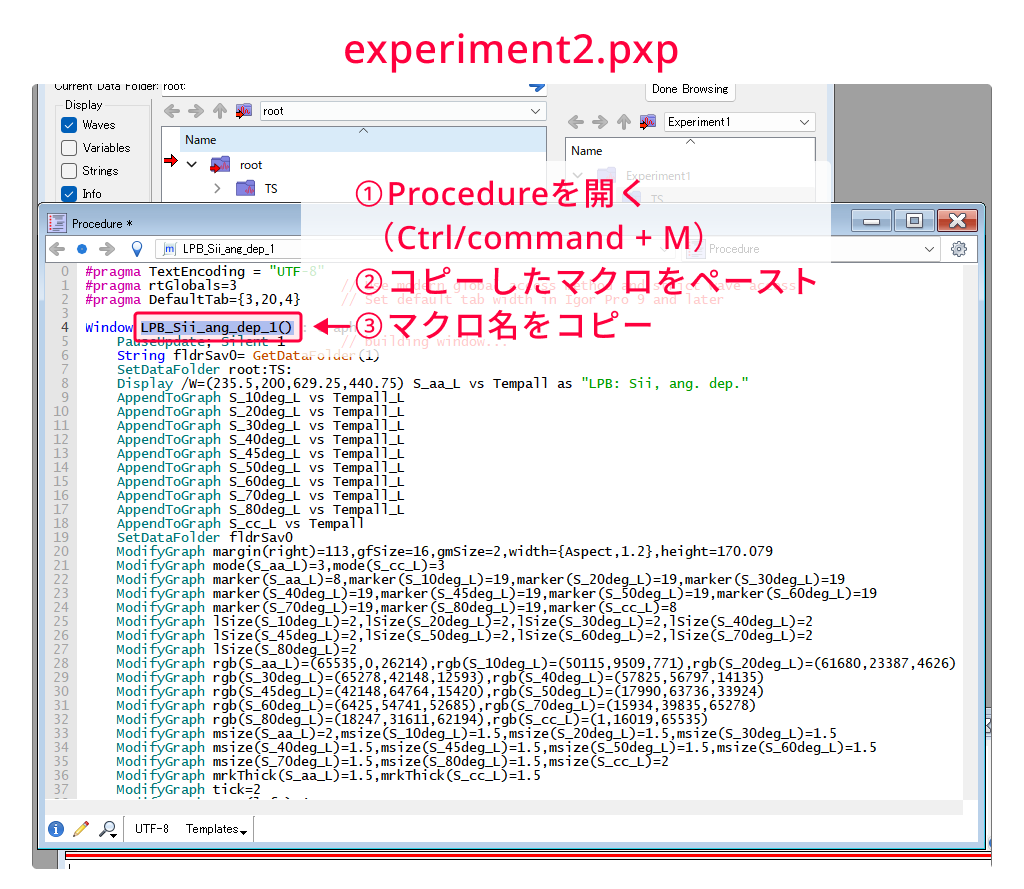 experiment2.pxp
Current Data Folder: root:
Display
Waves
Variables
Strings
Info
root
Name
root
TS
Done Browsing
Experiment1
Name
Experiment1
TS
①Procedureを開く
（Ctrl/command + M）
②コピーしたマクロをペースト
←③マクロ名をコピー
Procedure *
LPB_Sii_ang_dep_1
Procedure
0 #pragma TextEncoding = "UTF-8"
1 #pragma rtGlobals=3
2 #pragma DefaultTab={3,20,4} // Set default tab width in Igor Pro 9 and later
3
4 Window LPB_Sii_ang_dep_1()
5 PauseUpdate; Silent 1 // building window...
6 String fldrSav0= GetDataFolder(1)
7 SetDataFolder root:TS:
8 Display /W=(235.5,200,629.25,440.75) S_aa_L vs Tempall as "LPB: Sii, ang. dep."
9 AppendToGraph S_10deg_L vs Tempall_L
10 AppendToGraph S_20deg_L vs Tempall_L
11 AppendToGraph S_30deg_L vs Tempall_L
12 AppendToGraph S_40deg_L vs Tempall_L
13 AppendToGraph S_45deg_L vs Tempall_L
14 AppendToGraph S_50deg_L vs Tempall_L
15 AppendToGraph S_60deg_L vs Tempall_L
16 AppendToGraph S_70deg_L vs Tempall_L
17 AppendToGraph S_80deg_L vs Tempall_L
18 AppendToGraph S_cc_L vs Tempall
19 SetDataFolder fldrSav0
20 ModifyGraph margin(right)=113,gfSize=16,gmSize=2,width={Aspect,1.2},height=170.079
21 ModifyGraph mode(S_aa_L)=3,mode(S_cc_L)=3
22 ModifyGraph marker(S_aa_L)=8,marker(S_10deg_L)=19,marker(S_20deg_L)=19,marker(S_30deg_L)=19
23 ModifyGraph marker(S_40deg_L)=19,marker(S_45deg_L)=19,marker(S_50deg_L)=19,marker(S_60deg_L)=19
24 ModifyGraph marker(S_70deg_L)=19,marker(S_80deg_L)=19,marker(S_cc_L)=8
25 ModifyGraph lSize(S_10deg_L)=2,lSize(S_20deg_L)=2,lSize(S_30deg_L)=2,lSize(S_40deg_L)=2
26 ModifyGraph lSize(S_45deg_L)=2,lSize(S_50deg_L)=2,lSize(S_60deg_L)=2,lSize(S_70deg_L)=2
27 ModifyGraph lSize(S_80deg_L)=2
28 ModifyGraph rgb(S_aa_L)=(65535,0,26214),rgb(S_10deg_L)=(50115,9509,771),rgb(S_20deg_L)=(61680,23387,4626)
29 ModifyGraph rgb(S_30deg_L)=(65278,42148,12593),rgb(S_40deg_L)=(57825,56797,14135)
30 ModifyGraph rgb(S_45deg_L)=(42148,64764,15420),rgb(S_50deg_L)=(17990,63736,33924)
31 ModifyGraph rgb(S_60deg_L)=(6425,54741,52685),rgb(S_70deg_L)=(15934,39835,65278)
32 ModifyGraph rgb(S_80deg_L)=(18247,31611,62194),rgb(S_cc_L)=(1,16019,65535)
33 ModifyGraph msize(S_aa_L)=2,msize(S_10deg_L)=1.5,msize(S_20deg_L)=1.5,msize(S_30deg_L)=1.5
34 ModifyGraph msize(S_40deg_L)=1.5,msize(S_45deg_L)=1.5,msize(S_50deg_L)=1.5,msize(S_60deg_L)=1.5
35 ModifyGraph msize(S_70deg_L)=1.5,msize(S_80deg_L)=1.5,msize(S_cc_L)=2
36 ModifyGraph mrkThick(S_aa_L)=1.5,mrkThick(S_cc_L)=1.5
37 ModifyGraph tick=2
UTF-8 Templates